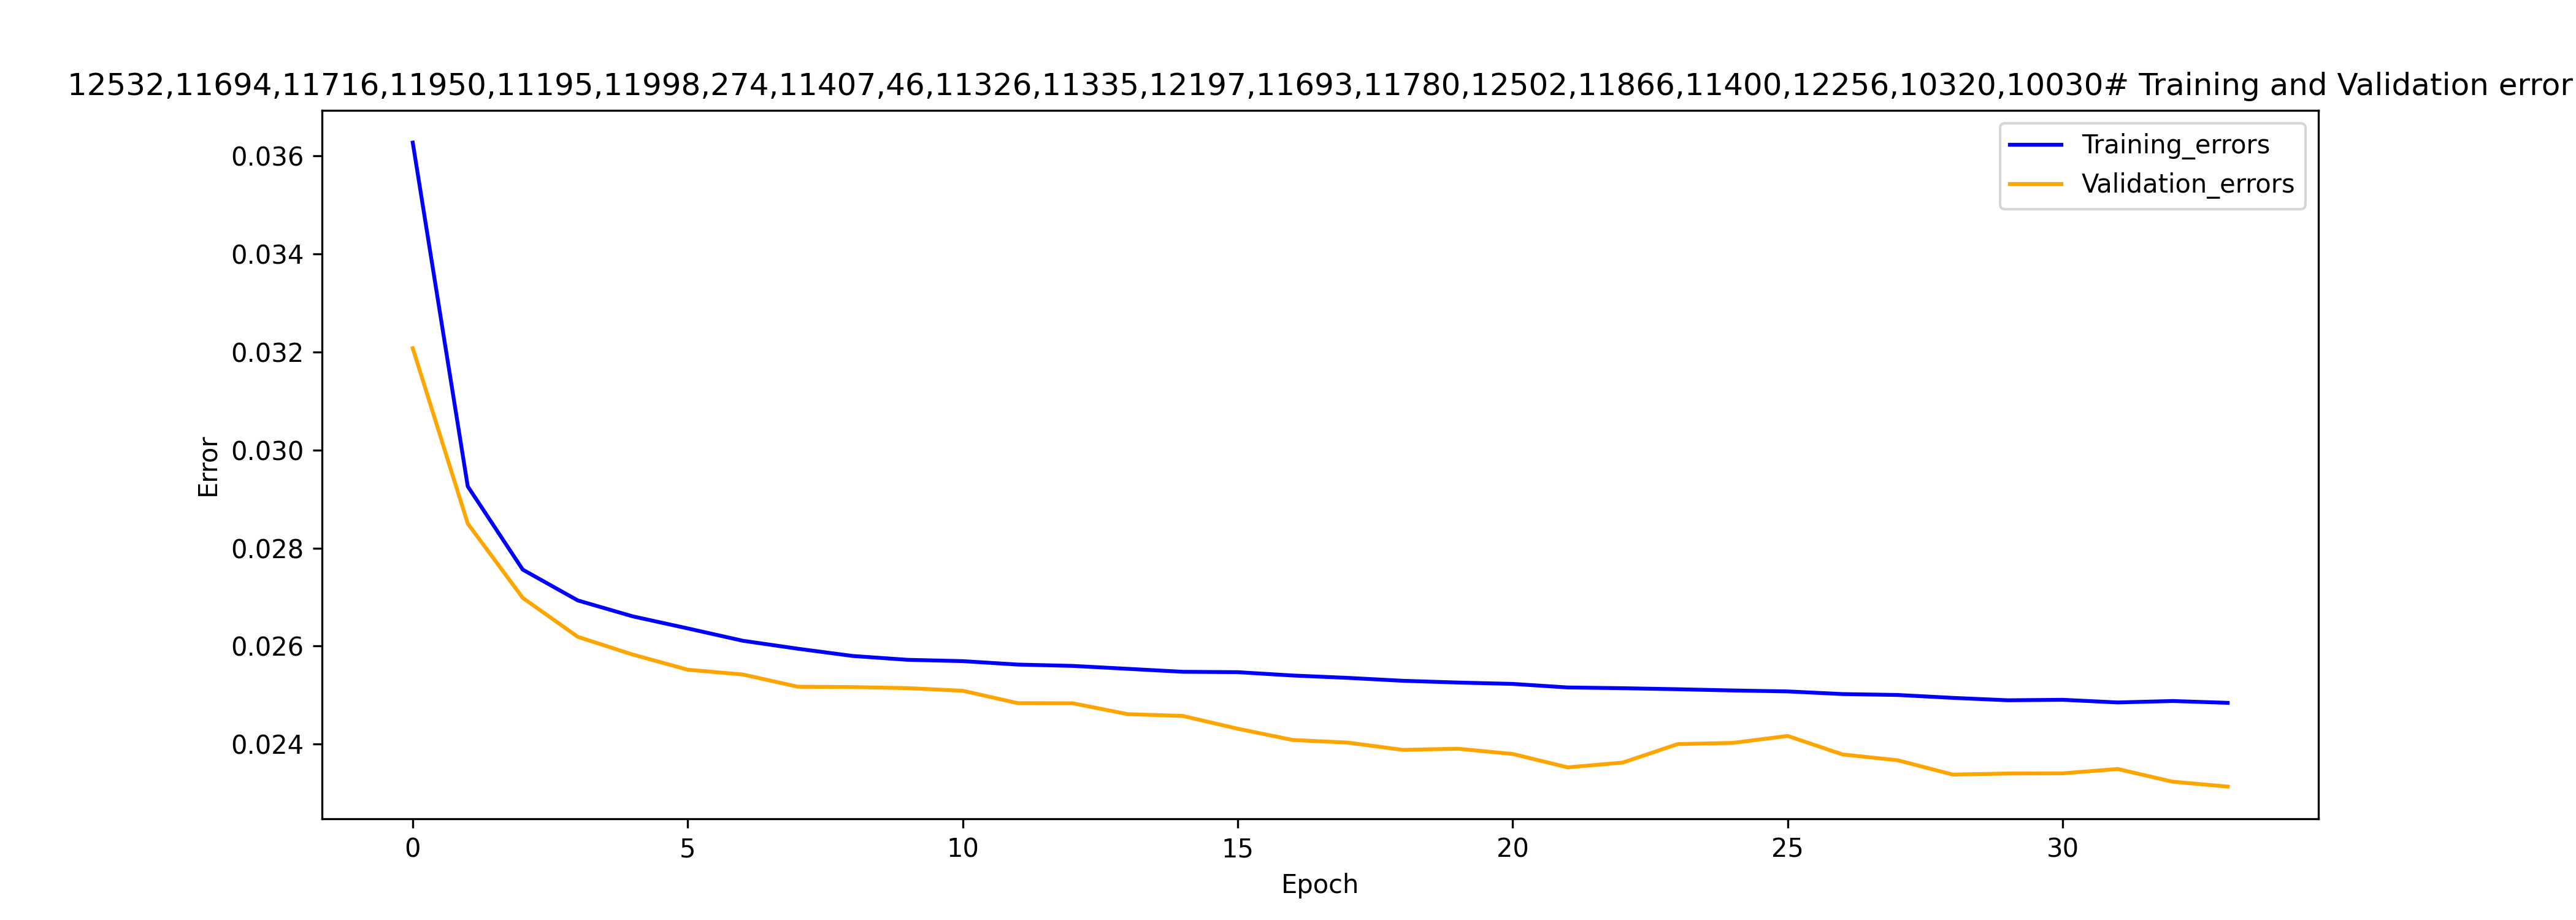 12532,11694,11716,11950,11195,11998,274,11407,46,11326,11335,12197,11693,11780,12502,11866,11400,12256,10320,10030# Training and Validation error
Training_errors
Validation_errors
0.036
0.034
0.032
0.030
0.028
0.026
0.024
Error
0 5 10 15 20 25 30
Epoch